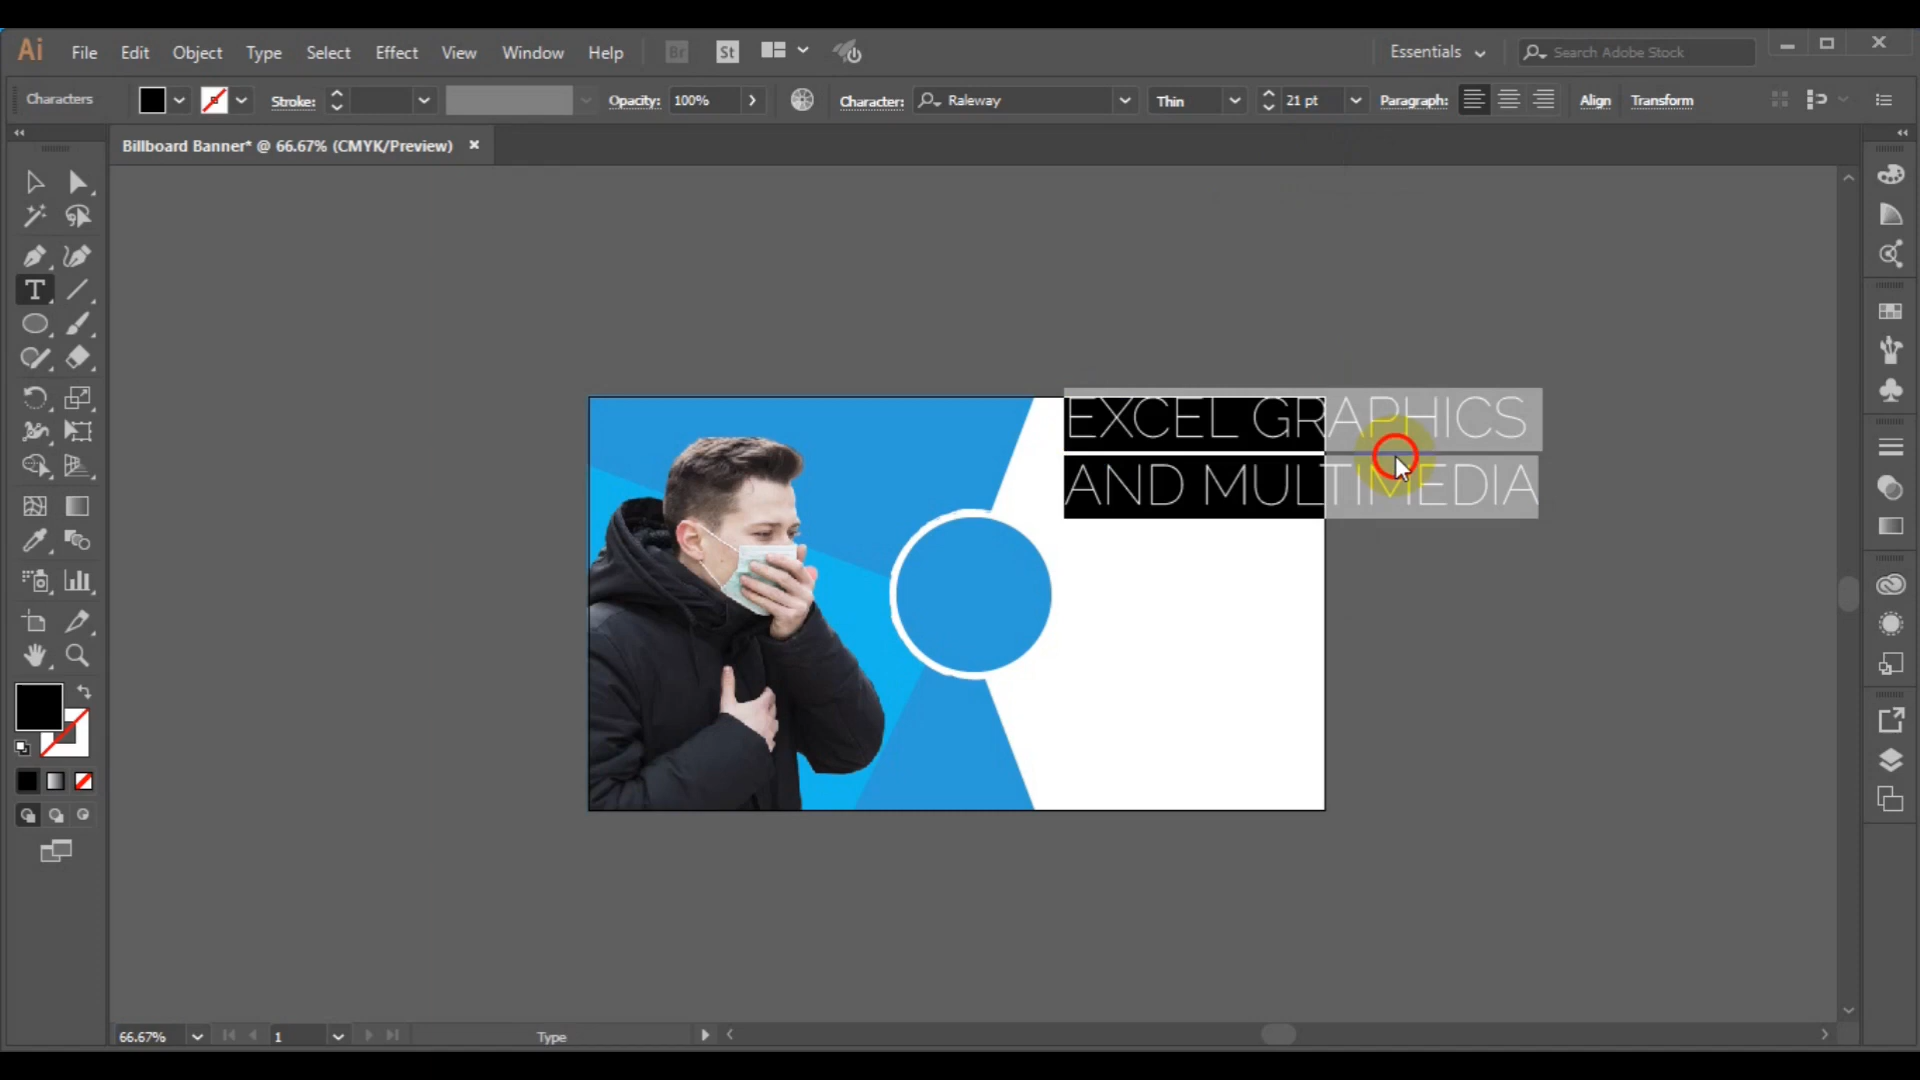 Ai File Edit Object Type Select Effect View Window Help Br St Essentials Search Adobe Stock
Characters Stroke: Opacity: 100% Character: Raleway Thin 21 pt Paragraph: Align Transform
Billboard Banner* @ 66.67% (CMYK/Preview)
EXCEL GRAPHICS
AND MULTIMEDIA
66.67% 1 Type